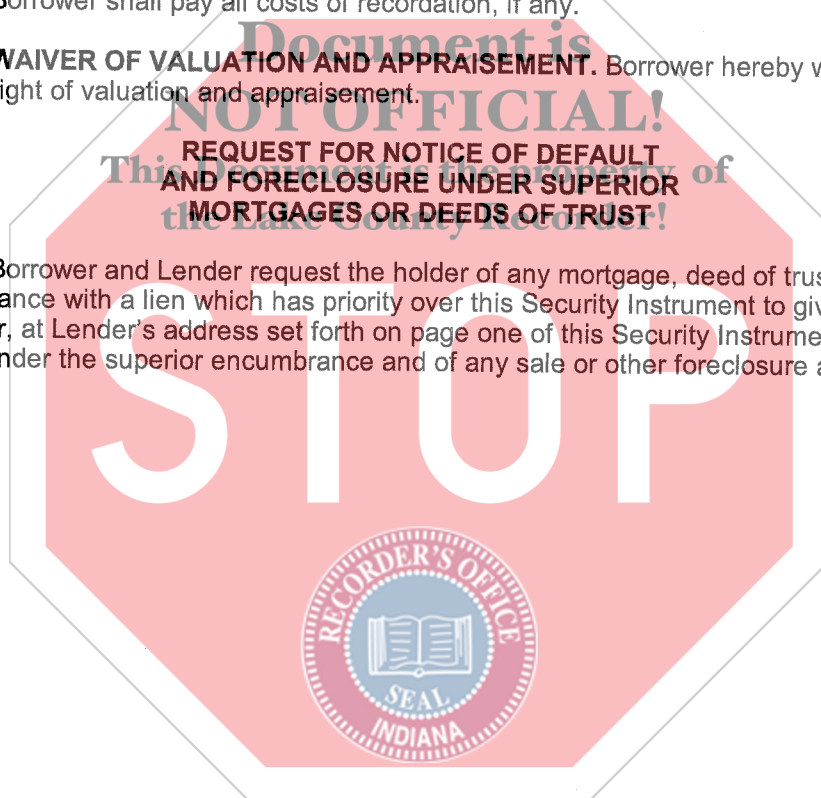 orrower shall pay all costs of recordation, if any.
Document is
WAIVER OF VALUATION AND APPRAISEMENT. Borrower hereby w
ight of valuation and appraisement.
NOT OFFICIAL!
REQUEST FOR NOTICE OF DEFAULT
This Document is the property of
AND FORECLOSURE UNDER SUPERIOR
the Lake County Recorder!
MORTGAGES OR DEEDS OF TRUST
Borrower and Lender request the holder of any mortgage, deed of trus
ance with a lien which has priority over this Security Instrument to giv
r, at Lender's address set forth on page one of this Security Instrume
nder the superior encumbrance and of any sale or other foreclosure a
STOP
RECORDER'S OFFICE
SEAL
INDIANA